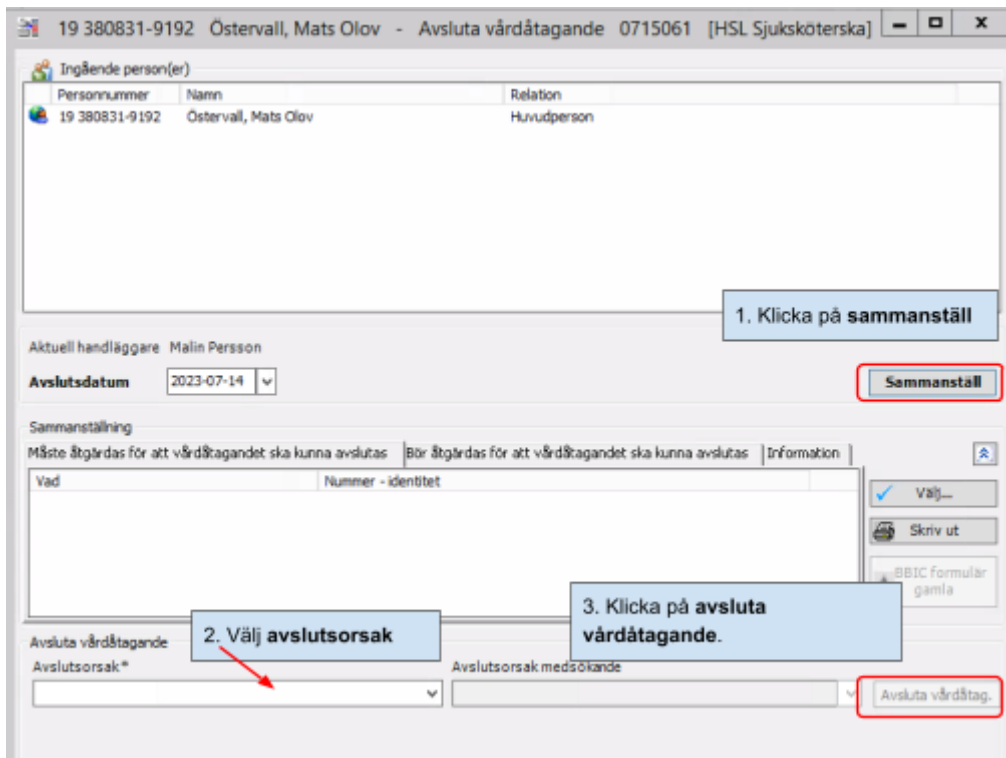 19 380831-9192 Östervall, Mats Olov - Avsluta vårdåtagande 0715061 [HSL Sjuksköterska]
Ingående person(er)
Personnummer Namn Relation
19 380831-9192 Östervall, Mats Olov Huvudperson
1. Klicka på sammanställ
Aktuell handläggare Malin Persson
Avslutsdatum 2023-07-14 Sammanställ
Sammanställning
Måste åtgärdas för att vårdåtagandet ska kunna avslutas Bör åtgärdas för att vårdåtagandet ska kunna avslutas Information
Vad Nummer - identitet
Välj...
Skriv ut
BBIC formulär
gamla
3. Klicka på avsluta
vårdåtagande.
2. Välj avslutsorsak
Avsluta vårdåtagande
Avslutsorsak* Avslutsorsak medsökande
Avsluta vårdåtag.